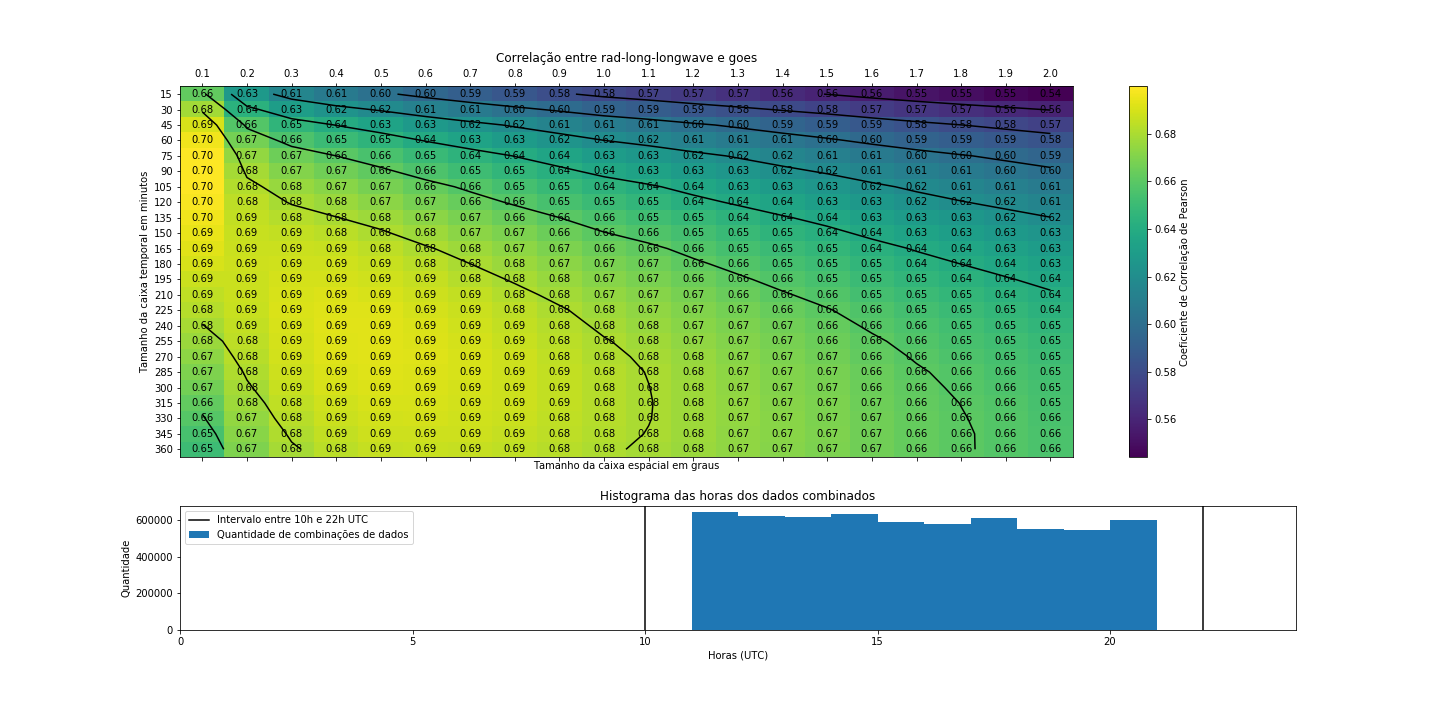 Correlação entre rad-long-longwave e goes
0.1 0.2 0.3 0.4 0.5 0.6 0.7 0.8 0.9 1.0 1.1 1.2 1.3 1.4 1.5 1.6 1.7 1.8 1.9 2.0
15 0.66 0.63 0.61 0.61 0.60 0.60 0.59 0.59 0.58 0.58 0.57 0.57 0.57 0.57 0.56 0.56 0.55 0.55 0.55 0.54
30 0.68 0.64 0.63 0.62 0.62 0.61 0.61 0.60 0.60 0.59 0.59 0.59 0.58 0.58 0.58 0.57 0.57 0.57 0.56 0.56
45 0.69 0.66 0.65 0.64 0.63 0.63 0.62 0.62 0.61 0.61 0.61 0.60 0.60 0.59 0.59 0.59 0.58 0.58 0.58 0.57
60 0.70 0.67 0.66 0.65 0.65 0.64 0.63 0.63 0.62 0.62 0.62 0.61 0.61 0.61 0.60 0.60 0.59 0.59 0.59 0.58
75 0.70 0.67 0.67 0.66 0.66 0.65 0.64 0.64 0.64 0.63 0.63 0.62 0.62 0.62 0.61 0.61 0.60 0.60 0.60 0.59
90 0.70 0.68 0.67 0.67 0.66 0.66 0.65 0.65 0.64 0.64 0.63 0.63 0.63 0.62 0.62 0.62 0.61 0.61 0.60 0.60
105 0.70 0.68 0.68 0.67 0.67 0.66 0.66 0.65 0.65 0.64 0.64 0.64 0.63 0.63 0.63 0.62 0.62 0.61 0.61 0.61
120 0.70 0.68 0.68 0.68 0.67 0.67 0.66 0.66 0.65 0.65 0.65 0.64 0.64 0.64 0.63 0.63 0.62 0.62 0.62 0.61
135 0.70 0.69 0.68 0.68 0.68 0.67 0.67 0.66 0.66 0.66 0.65 0.65 0.64 0.64 0.64 0.63 0.63 0.63 0.62 0.62
150 0.69 0.69 0.69 0.68 0.68 0.68 0.67 0.67 0.66 0.66 0.66 0.65 0.65 0.65 0.64 0.64 0.63 0.63 0.63 0.63
165 0.69 0.69 0.69 0.69 0.68 0.68 0.68 0.67 0.67 0.66 0.66 0.66 0.65 0.65 0.65 0.64 0.64 0.64 0.63 0.63
180 0.69 0.69 0.69 0.69 0.69 0.68 0.68 0.68 0.67 0.67 0.66 0.66 0.66 0.65 0.65 0.65 0.64 0.64 0.64 0.63
195 0.69 0.69 0.69 0.69 0.69 0.69 0.68 0.68 0.67 0.67 0.67 0.66 0.66 0.65 0.65 0.65 0.65 0.64 0.64 0.64
210 0.69 0.69 0.69 0.69 0.69 0.69 0.69 0.68 0.68 0.67 0.67 0.67 0.66 0.66 0.66 0.65 0.65 0.65 0.64 0.64
225 0.68 0.69 0.69 0.69 0.69 0.69 0.69 0.68 0.68 0.68 0.67 0.67 0.67 0.66 0.66 0.66 0.65 0.65 0.65 0.64
240 0.68 0.69 0.69 0.69 0.69 0.69 0.69 0.69 0.68 0.68 0.68 0.67 0.67 0.67 0.66 0.66 0.66 0.65 0.65 0.65
255 0.68 0.68 0.69 0.69 0.69 0.69 0.69 0.69 0.68 0.68 0.68 0.67 0.67 0.67 0.66 0.66 0.66 0.66 0.65 0.65
270 0.67 0.68 0.69 0.69 0.69 0.69 0.69 0.69 0.68 0.68 0.68 0.68 0.67 0.67 0.67 0.66 0.66 0.66 0.65 0.65
285 0.67 0.68 0.69 0.69 0.69 0.69 0.69 0.69 0.68 0.68 0.68 0.68 0.67 0.67 0.67 0.66 0.66 0.66 0.66 0.65
300 0.67 0.68 0.69 0.69 0.69 0.69 0.69 0.69 0.69 0.68 0.68 0.68 0.67 0.67 0.67 0.67 0.66 0.66 0.66 0.65
315 0.66 0.68 0.68 0.69 0.69 0.69 0.69 0.69 0.69 0.68 0.68 0.68 0.67 0.67 0.67 0.67 0.66 0.66 0.66 0.65
330 0.66 0.67 0.68 0.69 0.69 0.69 0.69 0.69 0.68 0.68 0.68 0.68 0.67 0.67 0.67 0.67 0.66 0.66 0.66 0.66
345 0.65 0.67 0.68 0.69 0.69 0.69 0.69 0.69 0.68 0.68 0.68 0.67 0.67 0.67 0.67 0.67 0.66 0.66 0.66 0.66
360 0.65 0.67 0.68 0.69 0.69 0.69 0.69 0.69 0.68 0.68 0.68 0.68 0.67 0.67 0.67 0.67 0.66 0.66 0.66 0.66
Tamanho da caixa temporal em minutos
Tamanho da caixa espacial em graus
0.68
0.66
0.64
0.62
0.60
0.58
0.56
Coeficiente de Correlação de Pearson
Histograma das horas dos dados combinados
Intervalo entre 10h e 22h UTC
Quantidade de combinações de dados
600000
400000
200000
0
Quantidade
0 5 10 15 20
Horas (UTC)